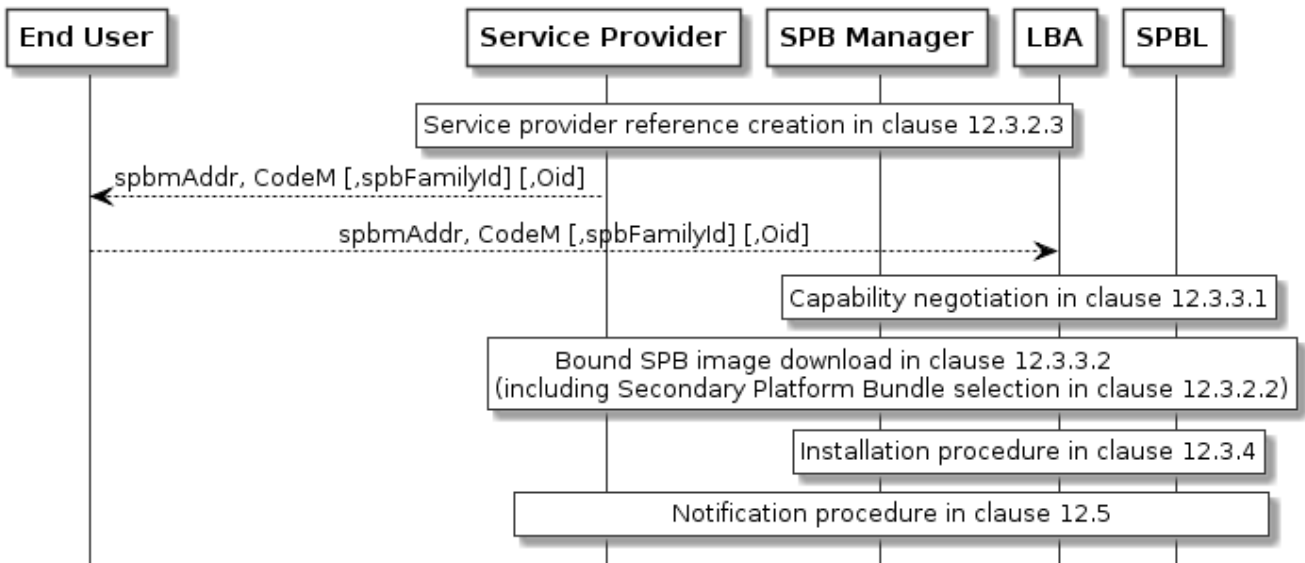 End User
Service Provider
SPB Manager
LBA
SPBL
Service provider reference creation in clause 12.3.2.3
spbmAddr, CodeM [,spbFamilyId] [,Oid]
spbmAddr, CodeM [,spbFamilyId] [,Oid]
Capability negotiation in clause 12.3.3.1
Bound SPB image download in clause 12.3.3.2
(including Secondary Platform Bundle selection in clause 12.3.2.2)
Installation procedure in clause 12.3.4
Notification procedure in clause 12.5